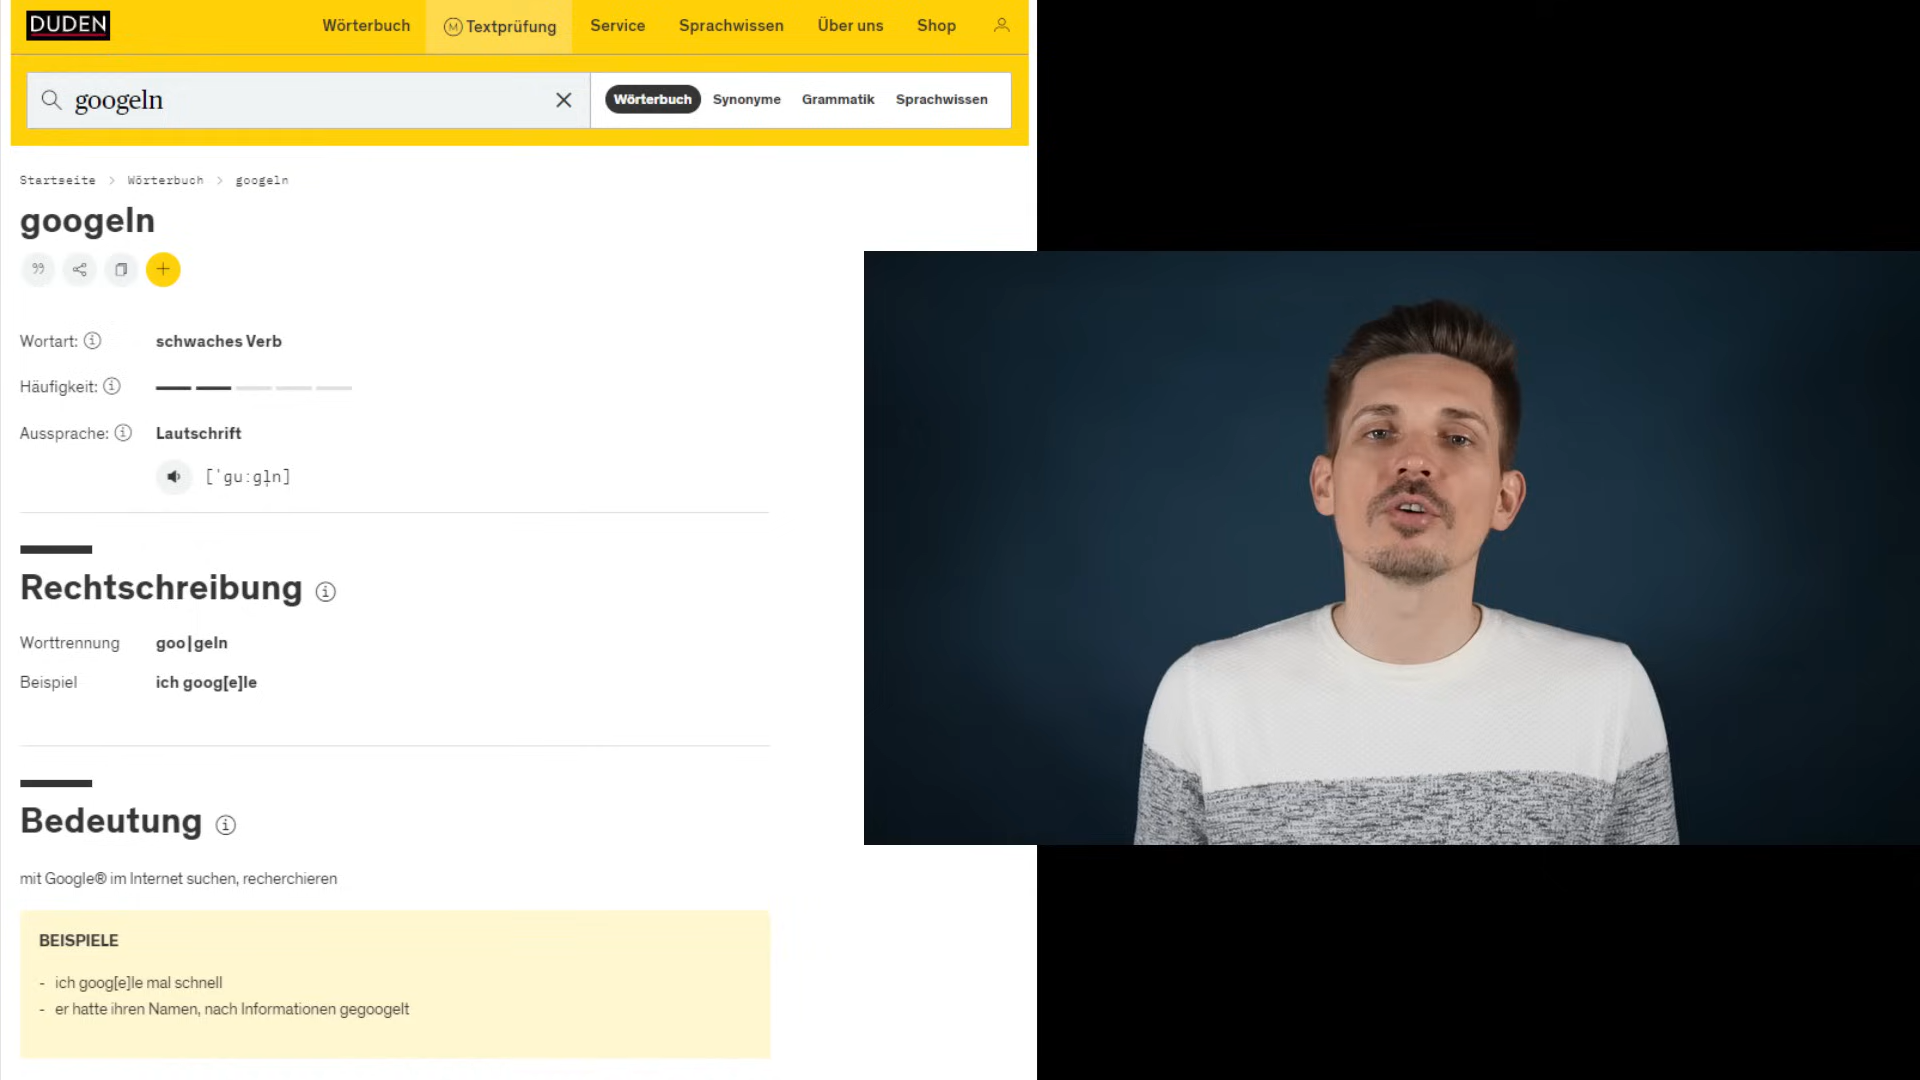 DUDEN
Wörterbuch
Textprüfung
Service
Sprachwissen
Über uns
Shop
googeln
Wörterbuch
Synonyme
Grammatik
Sprachwissen
Startseite > Wörterbuch > googeln
googeln
Wortart: schwaches Verb
Häufigkeit:
Aussprache: Lautschrift
[ˈɡuːɡl̩n]
Rechtschreibung
Worttrennung goo|geln
Beispiel ich goog[e]le
Bedeutung
mit Google® im Internet suchen, recherchieren
BEISPIELE
- ich goog[e]le mal schnell
- er hatte ihren Namen, nach Informationen gegoogelt